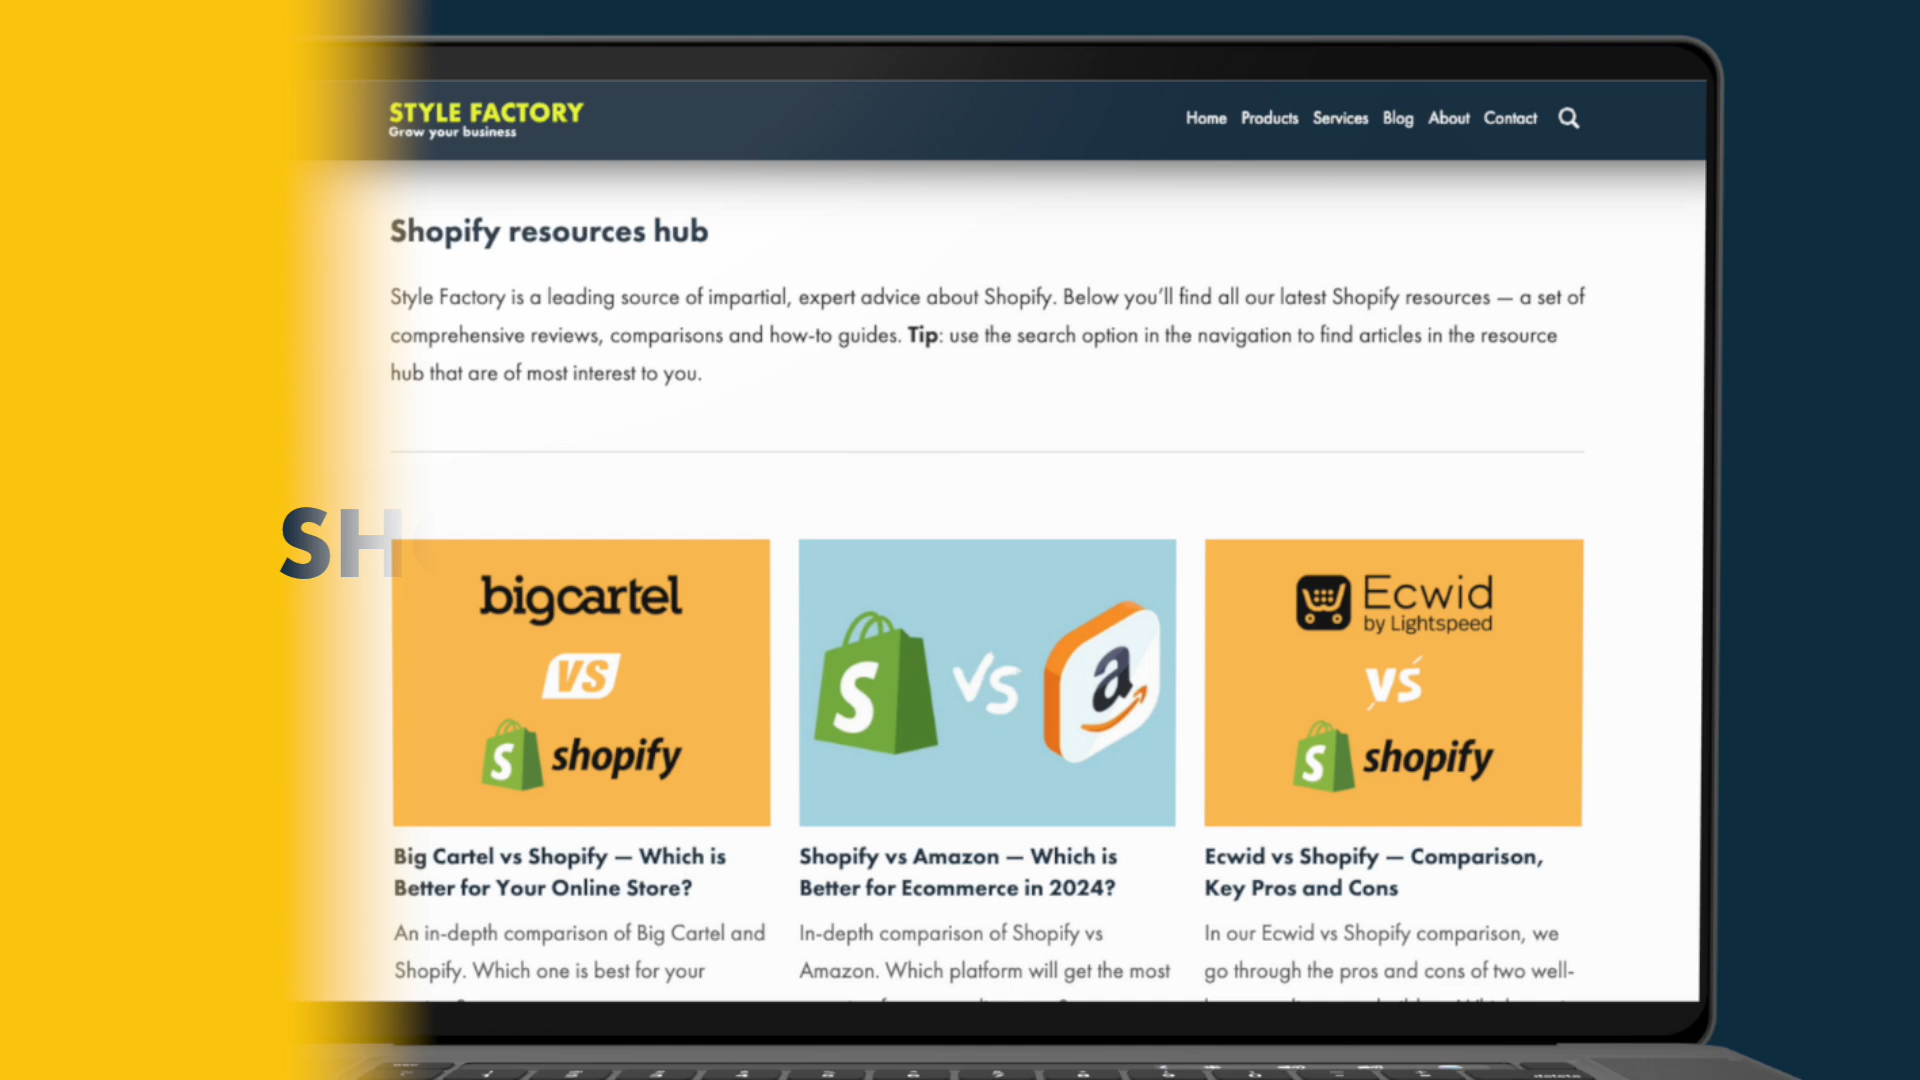 STYLE FACTORY
Grow your business
Home Products Services Blog About Contact
Shopify resources hub
Style Factory is a leading source of impartial, expert advice about Shopify. Below you'll find all our latest Shopify resources — a set of
comprehensive reviews, comparisons and how-to guides. Tip: use the search option in the navigation to find articles in the resource
hub that are of most interest to you.
SH
bigcartel
VS
shopify
VS
Ecwid
by Lightspeed
VS
shopify
Big Cartel vs Shopify — Which is
Better for Your Online Store?
An in-depth comparison of Big Cartel and
Shopify. Which one is best for your
Shopify vs Amazon — Which is
Better for Ecommerce in 2024?
In-depth comparison of Shopify vs
Amazon. Which platform will get the most
Ecwid vs Shopify — Comparison,
Key Pros and Cons
In our Ecwid vs Shopify comparison, we
go through the pros and cons of two well-
delete